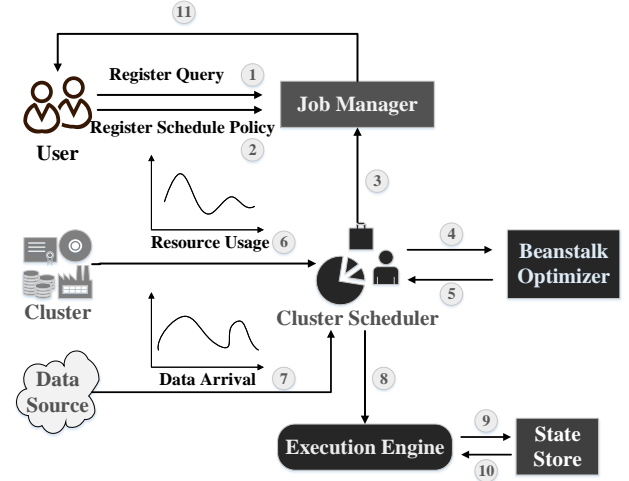 11
Register Query
1
Job Manager
Register Schedule Policy
User
2
3
Resource Usage
6
4
Beanstalk
Optimizer
5
Cluster
Cluster Scheduler
Data Arrival
7
8
Data
Source
Execution Engine
9
State
Store
10